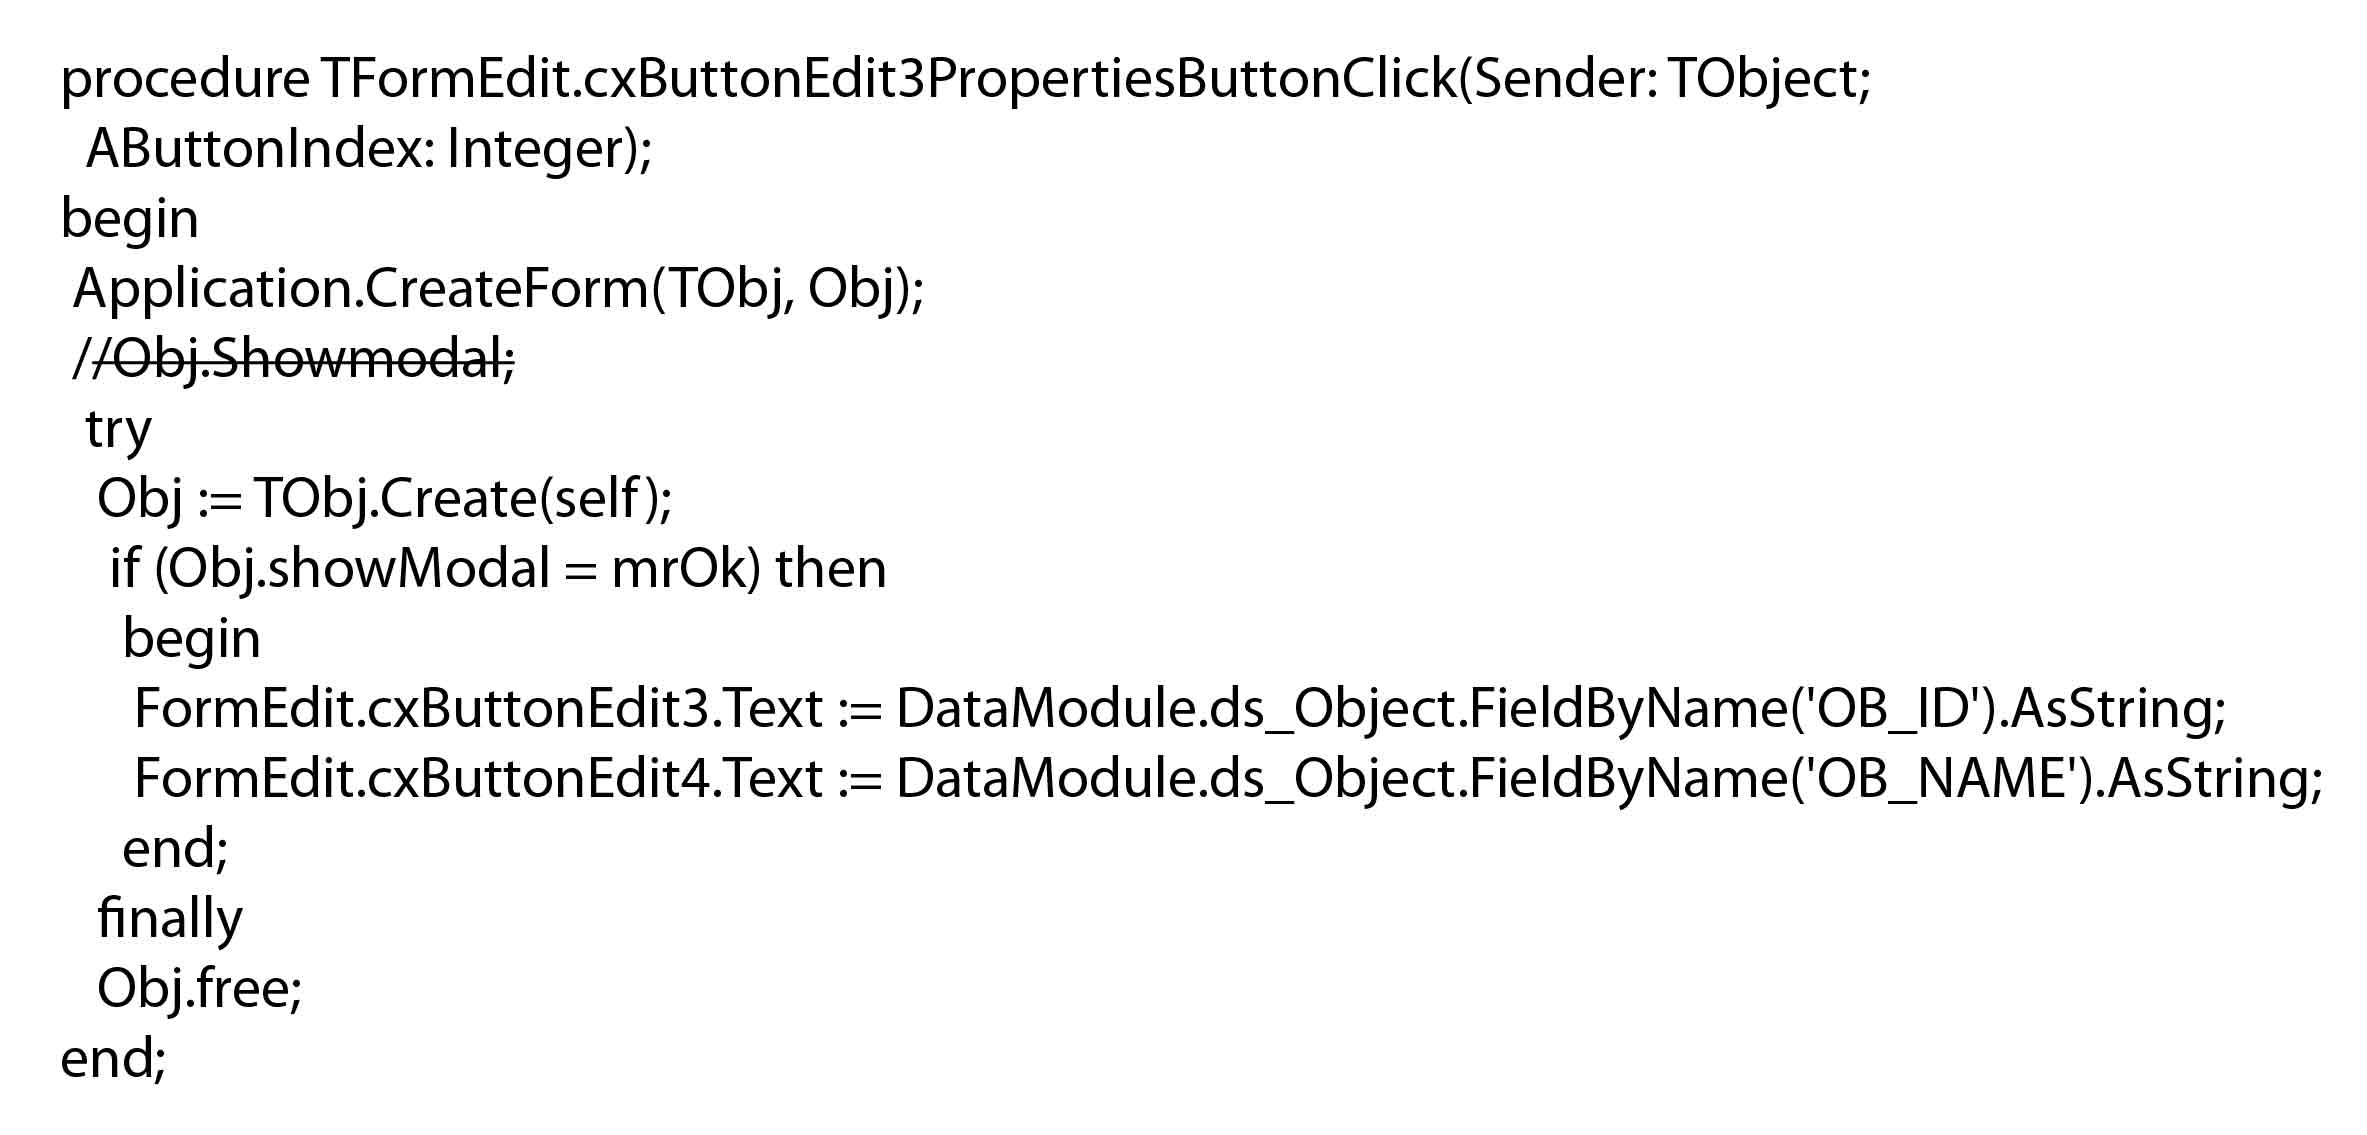 procedure TFormEdit.cxButtonEdit3PropertiesButtonClick(Sender: TObject;
AButtonIndex: Integer);
begin
Application.CreateForm(TObj, Obj);
//Obj.Showmodal;
try
Obj := TObj.Create(self);
if (Obj.showModal = mrOk) then
begin
FormEdit.cxButtonEdit3.Text := DataModule.ds_Object.FieldByName('OB_ID').AsString;
FormEdit.cxButtonEdit4.Text := DataModule.ds_Object.FieldByName('OB_NAME').AsString;
end;
finally
Obj.free;
end;